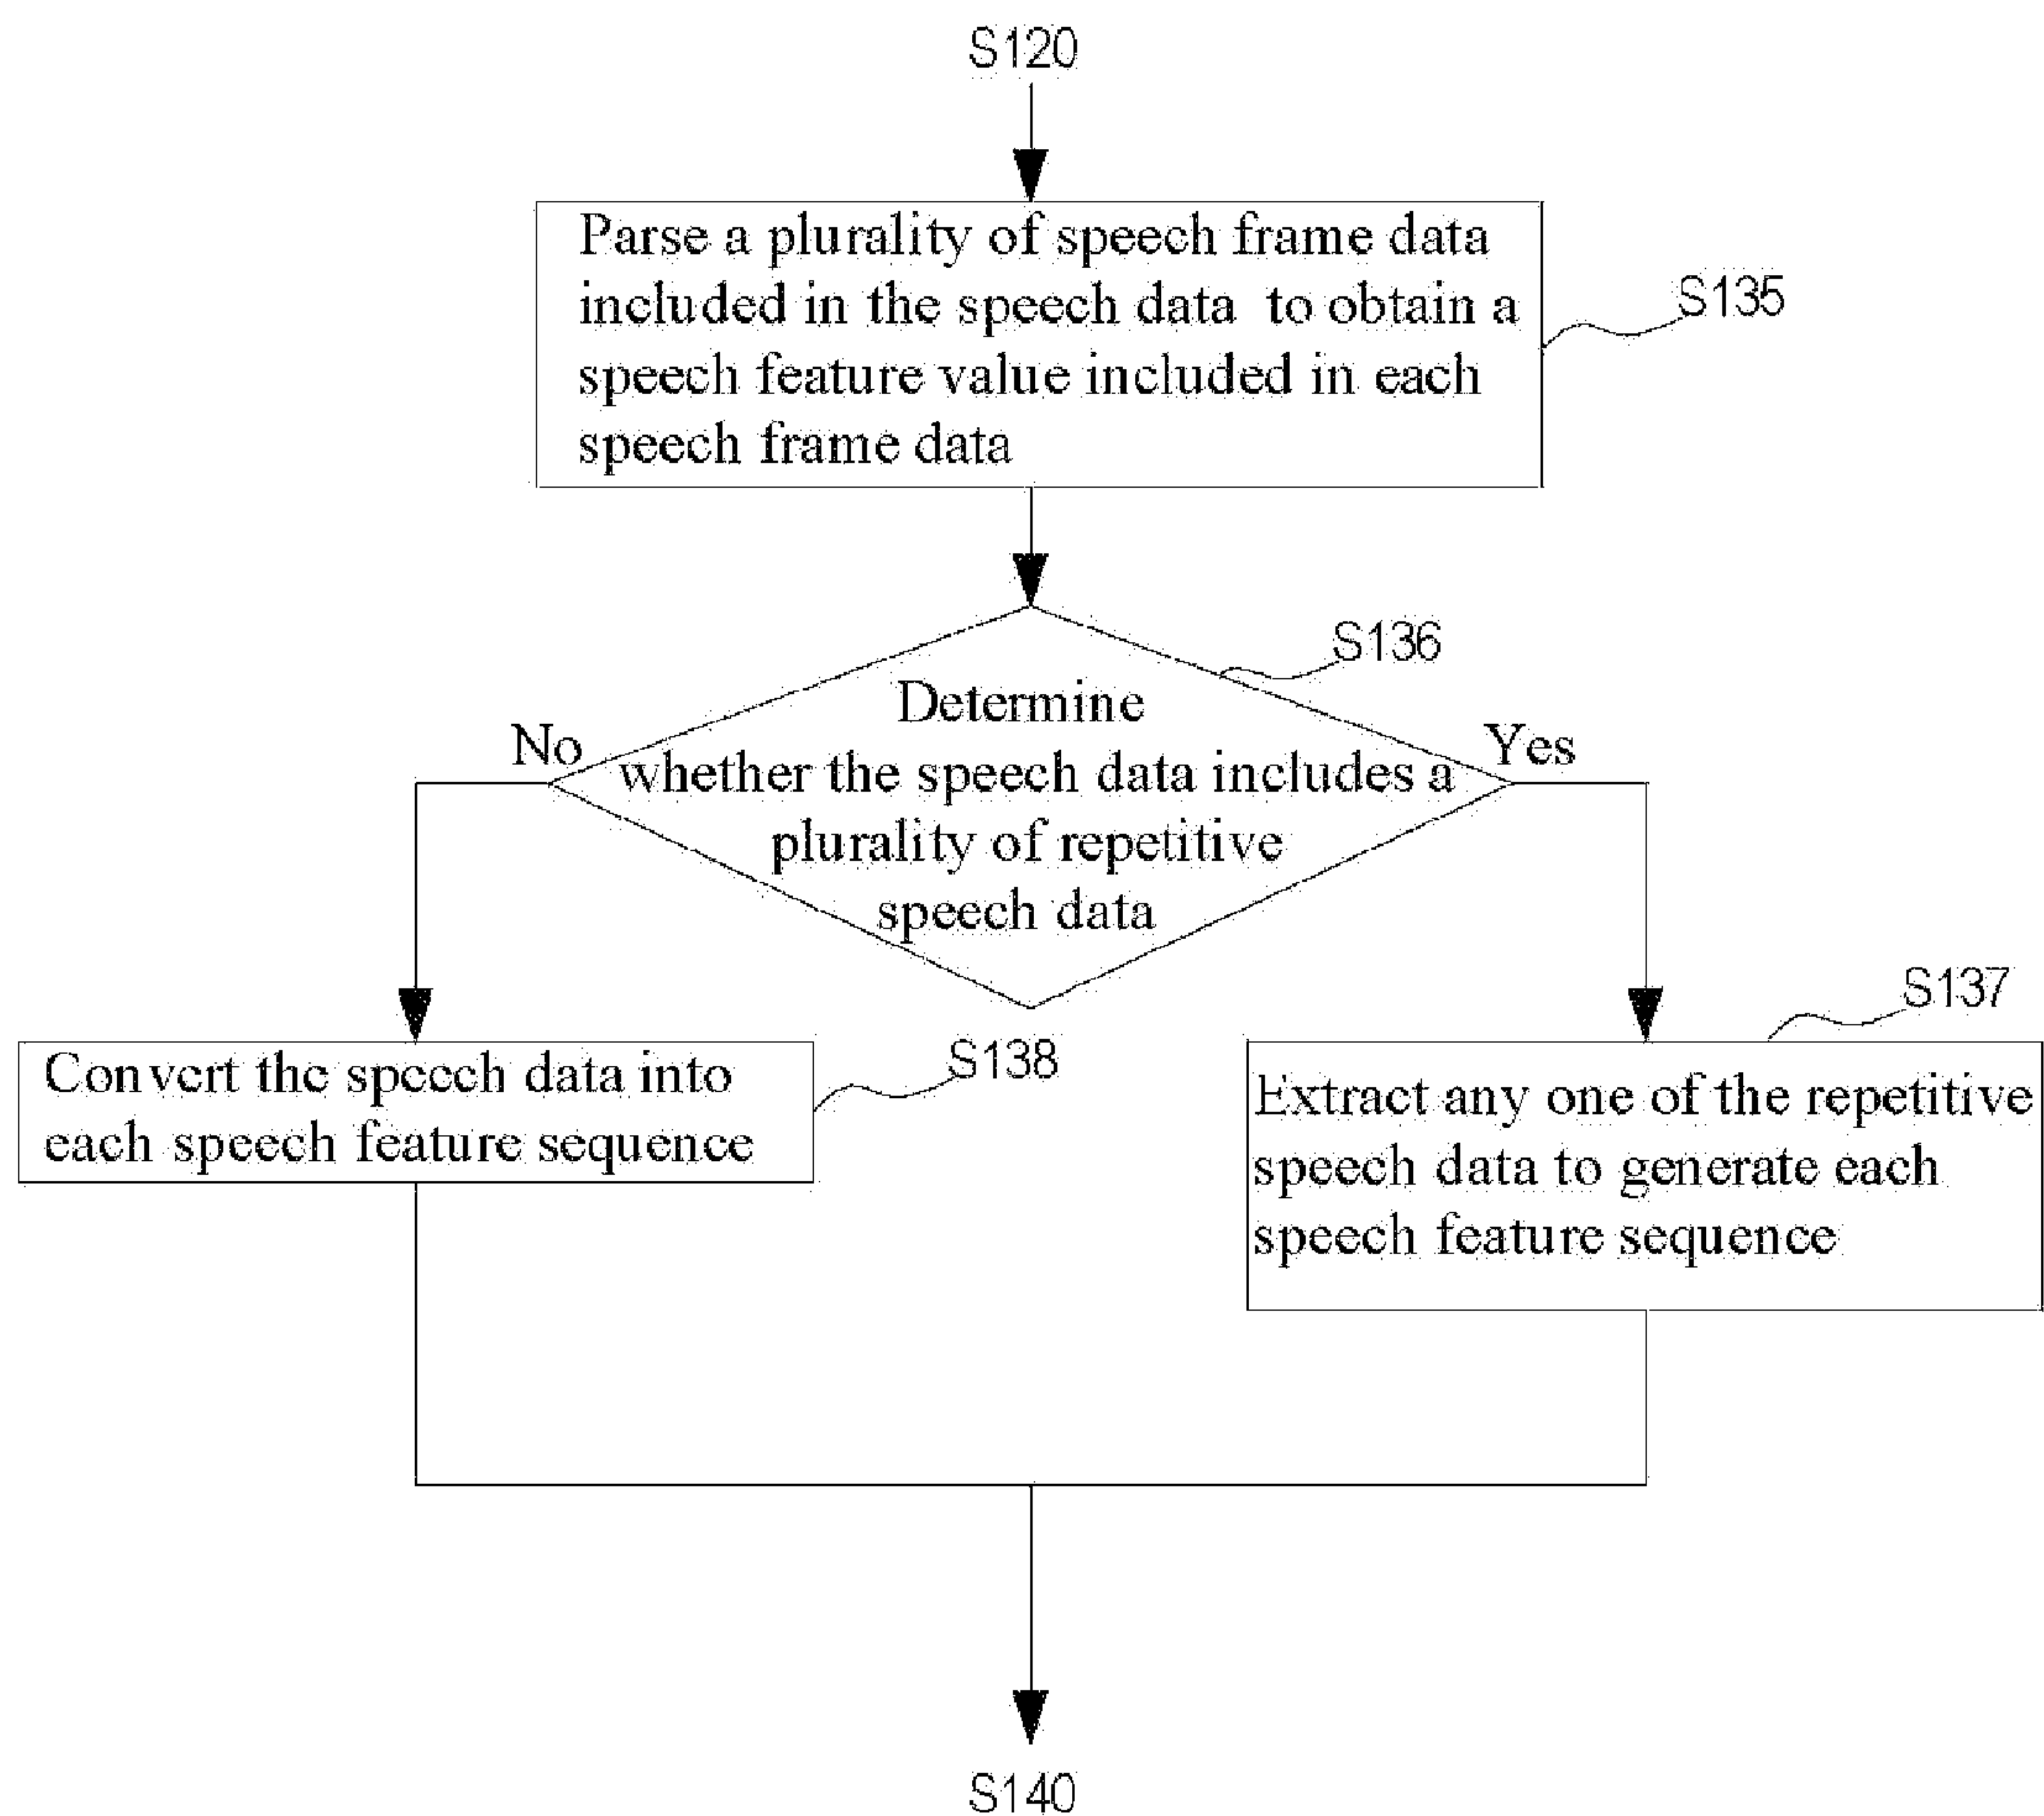 S120
Parse a plurality of speech frame data
included in the speech data to obtain a
speech feature value included in each
speech frame data
S135
S136
Determine
whether the speech data includes a
plurality of repetitive
speech data
No
Yes
S137
S138
Convert the speech data into
each speech feature sequence
Extract any one of the repetitive
speech data to generate each
speech feature sequence
S140